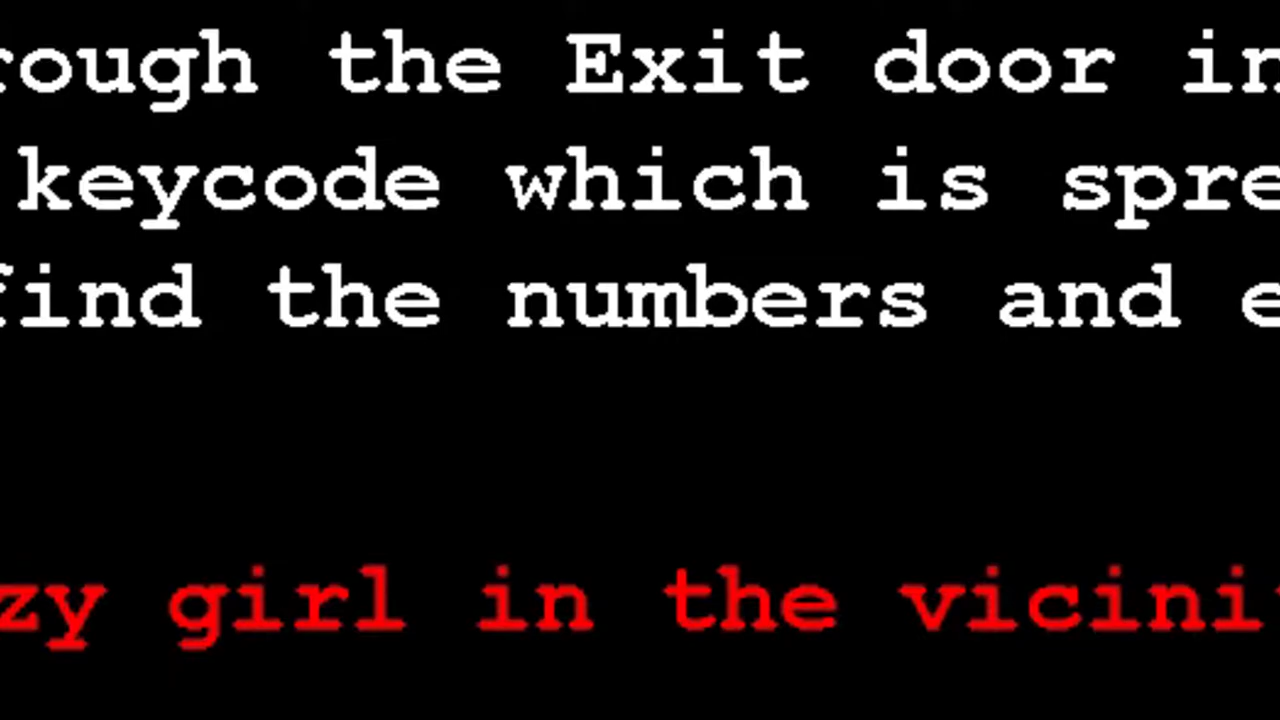 rough the Exit door in
keycode which is spre
find the numbers and e
zy girl in the vicini